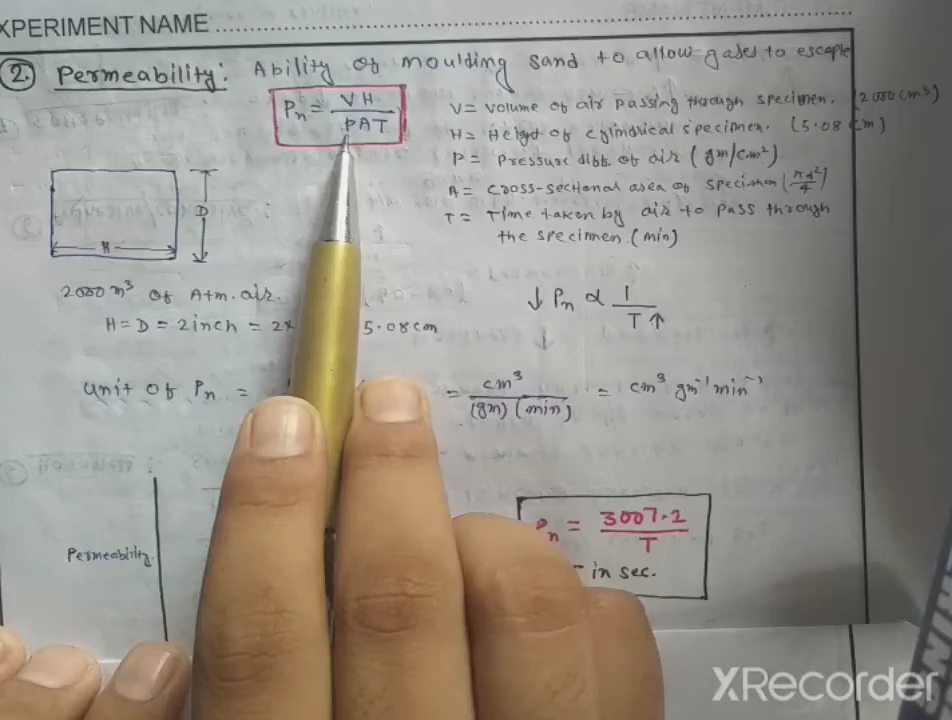 XPERIMENT NAME
② Permeability: Ability of moulding sand to allow gases to escape
Pn = VH / PAT
V = volume of air passing through specimen. (2000 cm³)
H = Height of cylindrical specimen. (5.08 cm)
P = Pressure diff. of air (gm/cm²)
A = cross-sectional area of specimen (πd²/4)
T = Time taken by air to pass through
the specimen. (min)
D
H
2000 m³ of Atm. air.
↓ Pn ∝ 1 / T ↑
H = D = 2 inch = 2x 5.08 cm
unit of Pn = = cm³ / (gm) (min) = cm³ gm⁻¹ min⁻¹
Pn = 3007.2 / T
in sec.
Permeability
XRecorder